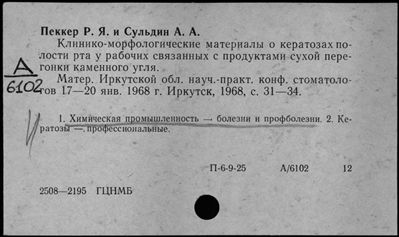 Пеккер Р. Я. и Сульдин А. А.
Клинико-морфологические материалы о кератозах по-
лости рта у рабочих связанных с продуктами сухой пере-
гонки каменного угля.
А
6102
Матер. Иркутской обл. науч.-практ. конф. стоматоло-
гов 17—20 янв. 1968 г. Иркутск, 1968, с. 31—34.
1. Химическая промышленность — болезни и профболезни. 2. Ке-
ратозы — профессиональные.
П-6-9-25 А/6102 12
2508—2195 ГЦНМБ